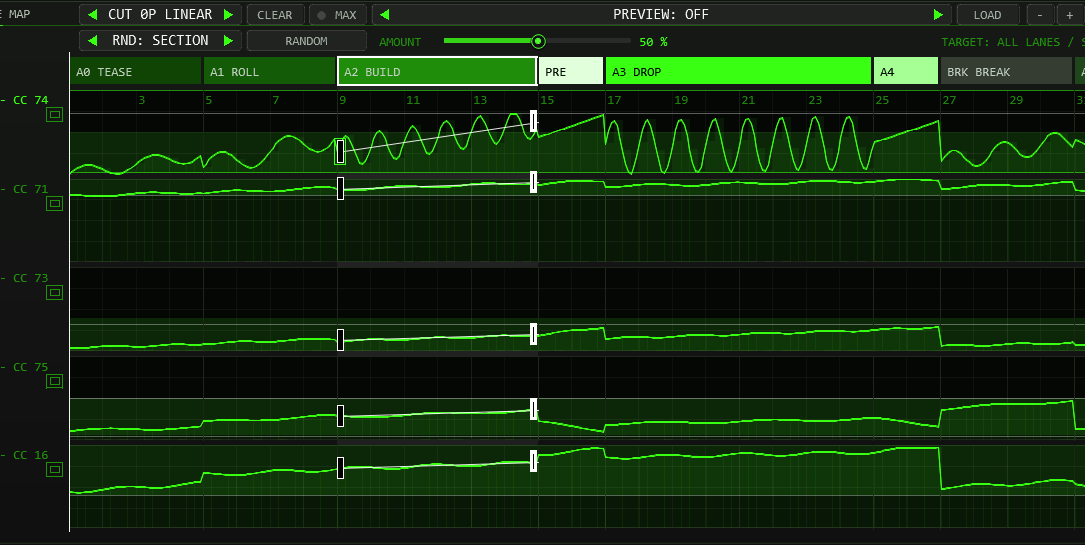 MAP
CUT 0P LINEAR
CLEAR
MAX
PREVIEW: OFF
LOAD
-
+
RND: SECTION
RANDOM
AMOUNT
50 %
TARGET: ALL LANES /
A0 TEASE
A1 ROLL
A2 BUILD
PRE
A3 DROP
A4
BRK BREAK
3 5 7 9 11 13 15 17 19 21 23 25 27 29
- CC 74
- CC 71
- CC 73
- CC 75
- CC 16